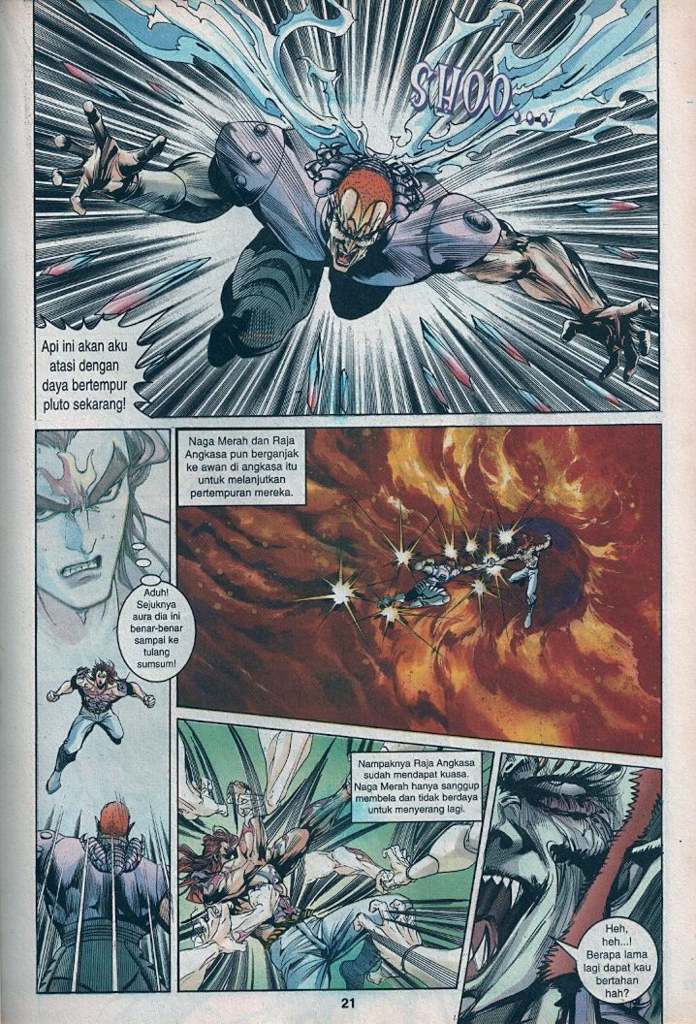 SHOO...
Api ini akan aku
atasi dengan
daya bertempur
pluto sekarang!
Naga Merah dan Raja
Angkasa pun berganjak
ke awan di angkasa itu
untuk melanjutkan
pertempuran mereka.
Aduh!
Sejuknya
aura dia ini
benar-benar
sampai ke
tulang
sumsum!
Nampaknya Raja Angkasa
sudah mendapat kuasa.
Naga Merah hanya sanggup
membela dan tidak berdaya
untuk menyerang lagi.
Heh,
heh...!
Berapa lama
lagi dapat kau
bertahan
hah?
21